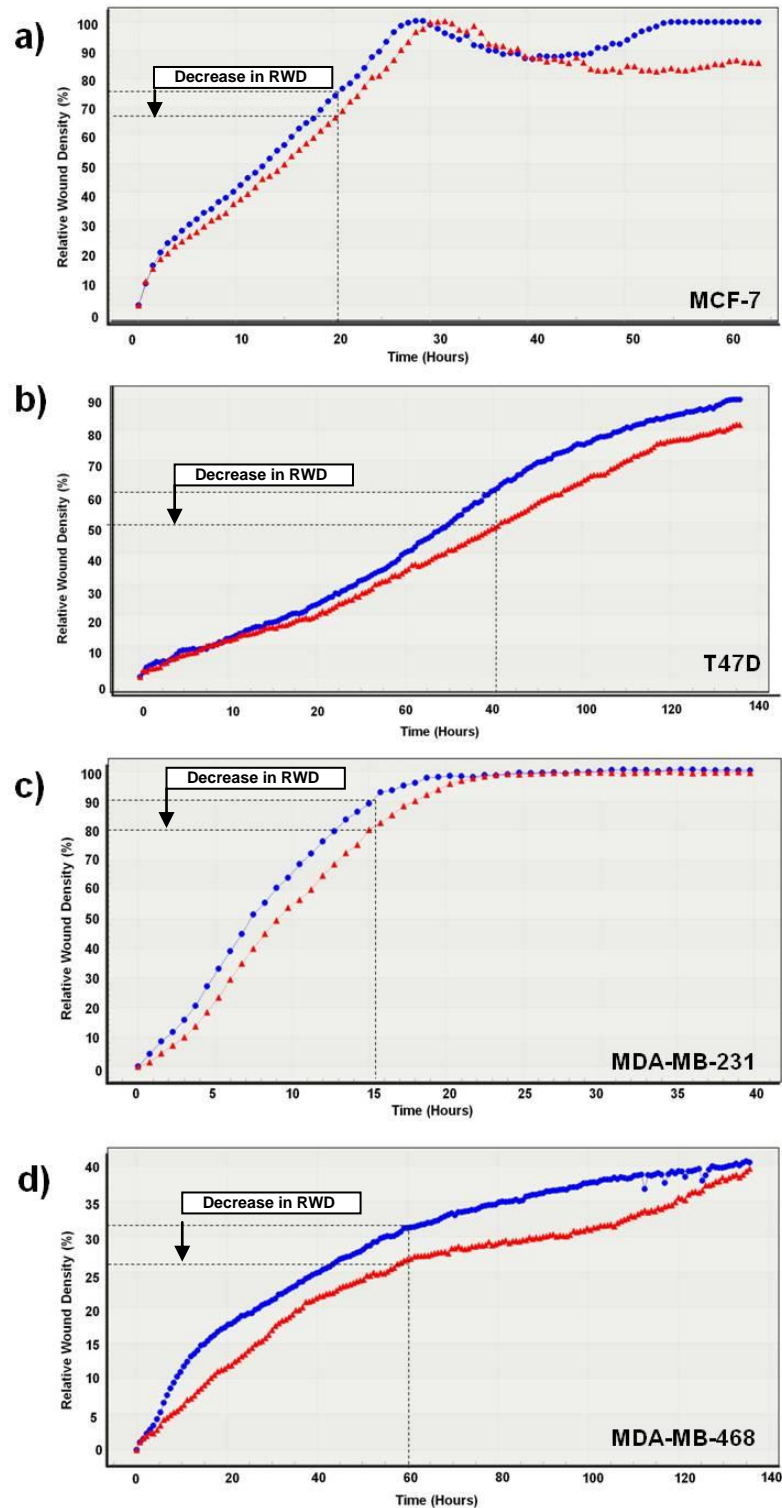 a)
Relative Wound Density (%)
100
90
80
70
60
50
40
30
20
10
0
Decrease in RWD
MCF-7
0 10 20 30 40 50 60
Time (Hours)
b)
Relative Wound Density (%)
90
80
70
60
50
40
30
20
10
0
Decrease in RWD
T47D
0 10 20 60 40 100 120 140
Time (Hours)
c)
Relative Wound Density (%)
100
90
80
70
60
50
40
30
20
10
0
Decrease in RWD
MDA-MB-231
0 5 10 15 20 25 30 35 40
Time (Hours)
d)
Relative Wound Density (%)
40
35
30
25
20
15
10
5
0
Decrease in RWD
MDA-MB-468
0 20 40 60 80 100 120 140
Time (Hours)